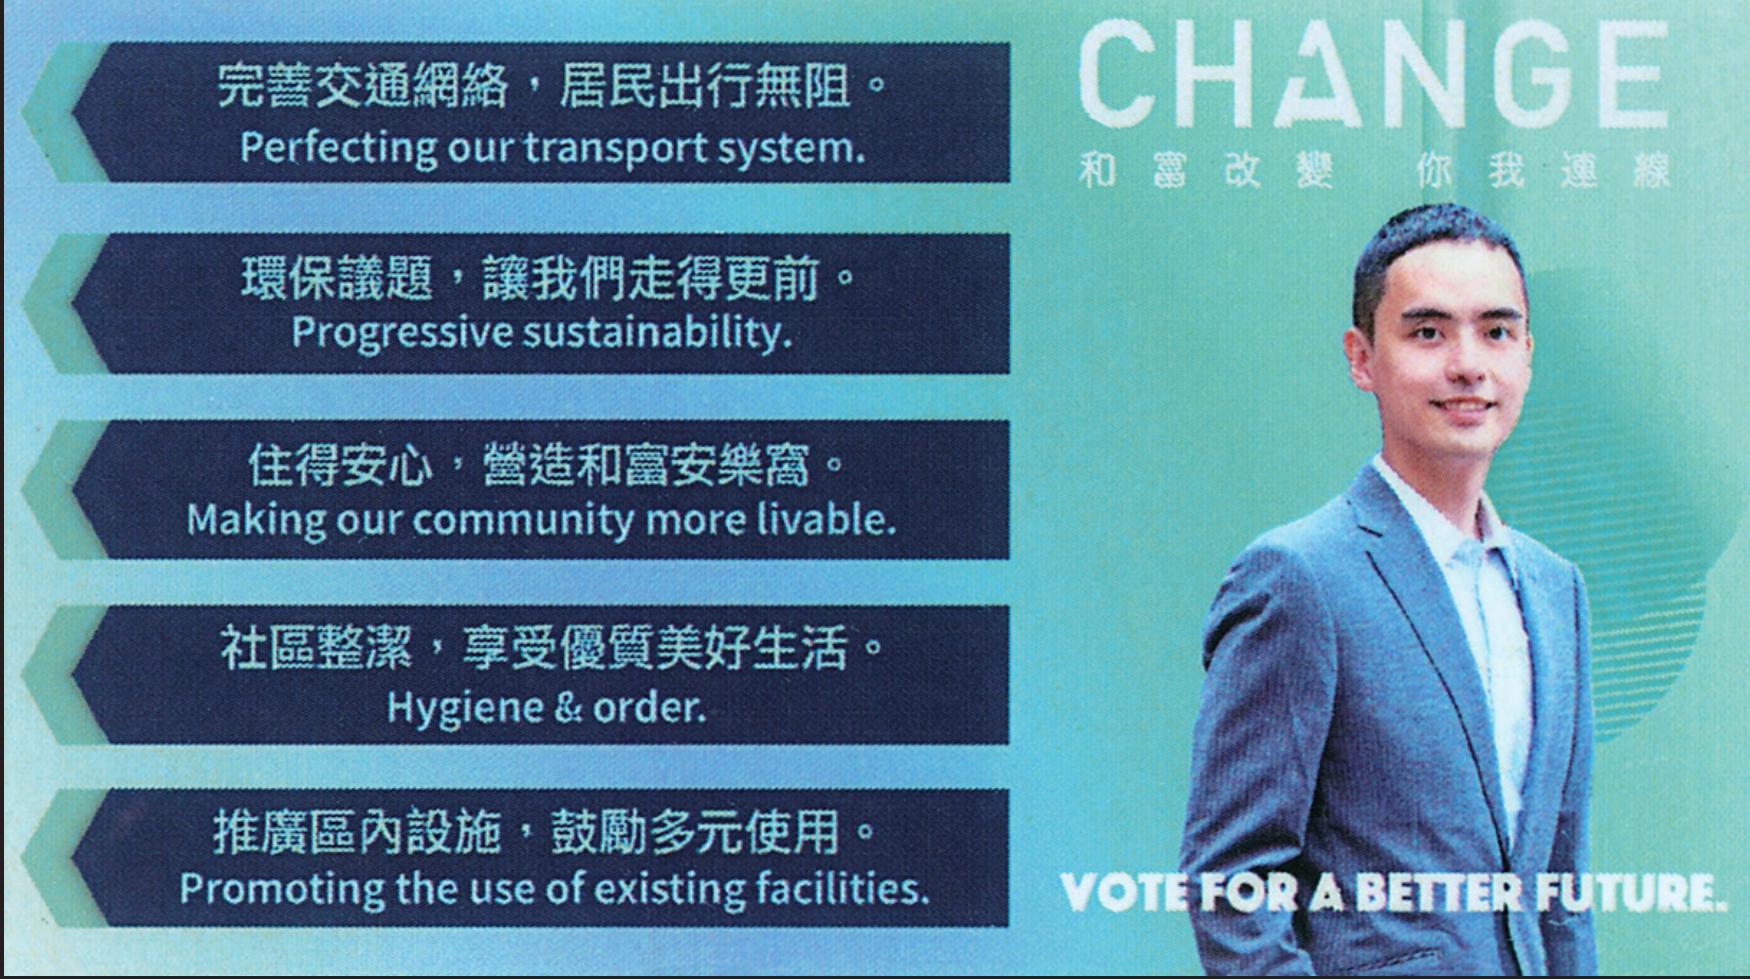 完善交通網絡，居民出行無阻。
Perfecting our transport system.
環保議題，讓我們走得更前。
Progressive sustainability.
住得安心，營造和富安樂窩。
Making our community more livable.
社區整潔，享受優質美好生活。
Hygiene & order.
推廣區內設施，鼓勵多元使用。
Promoting the use of existing facilities.
CHANGE
和富改變 你我連線
VOTE FOR A BETTER FUTURE.